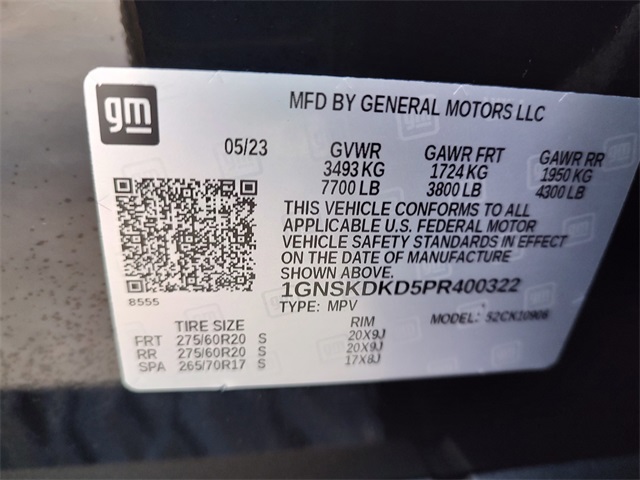 gm
MFD BY GENERAL MOTORS LLC
05/23 GVWR GAWR FRT GAWR RR
3493 KG 1724 KG 1950 KG
7700 LB 3800 LB 4300 LB
THIS VEHICLE CONFORMS TO ALL
APPLICABLE U.S. FEDERAL MOTOR
VEHICLE SAFETY STANDARDS IN EFFECT
ON THE DATE OF MANUFACTURE
SHOWN ABOVE.
8555
1GNSKDKD5PR400322
TYPE: MPV MODEL: 52CK10906
TIRE SIZE RIM
FRT 275/60R20 S 20X9J
RR 275/60R20 S 20X9J
SPA 265/70R17 S 17X8J